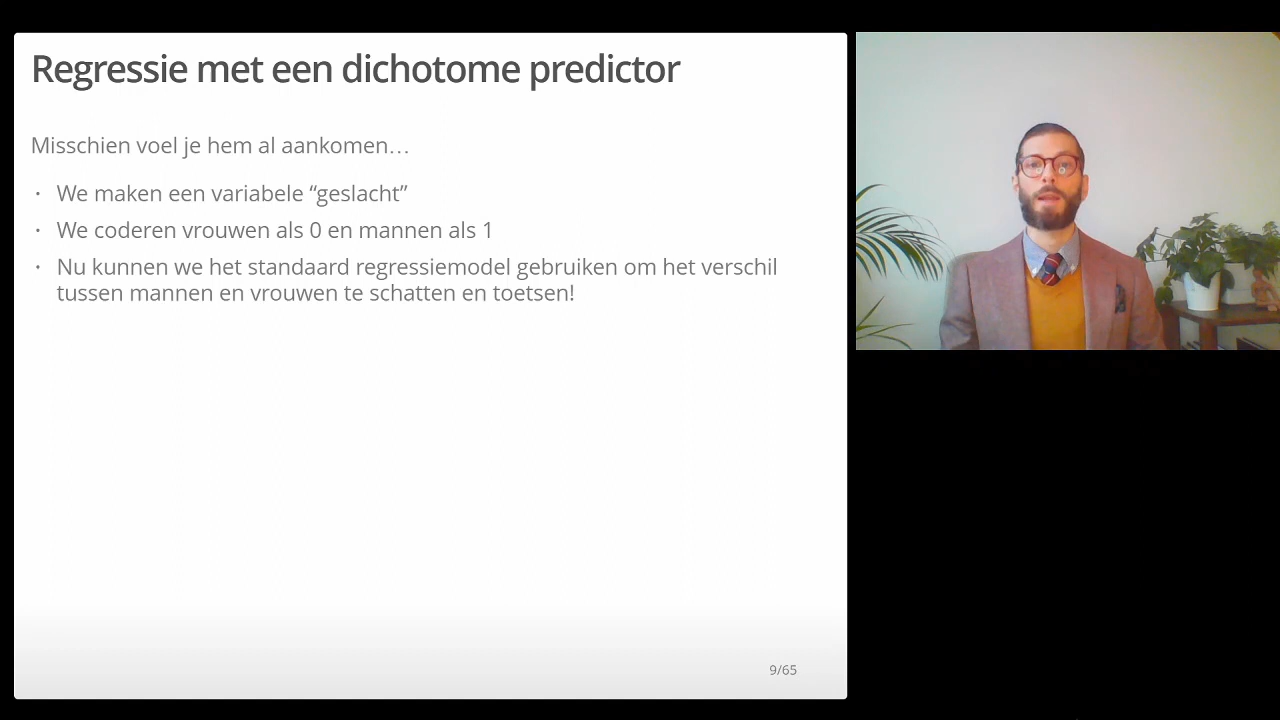 Regressie met een dichotome predictor
Misschien voel je hem al aankomen…
· We maken een variabele “geslacht”
· We coderen vrouwen als 0 en mannen als 1
· Nu kunnen we het standaard regressiemodel gebruiken om het verschil
tussen mannen en vrouwen te schatten en toetsen!
9/65